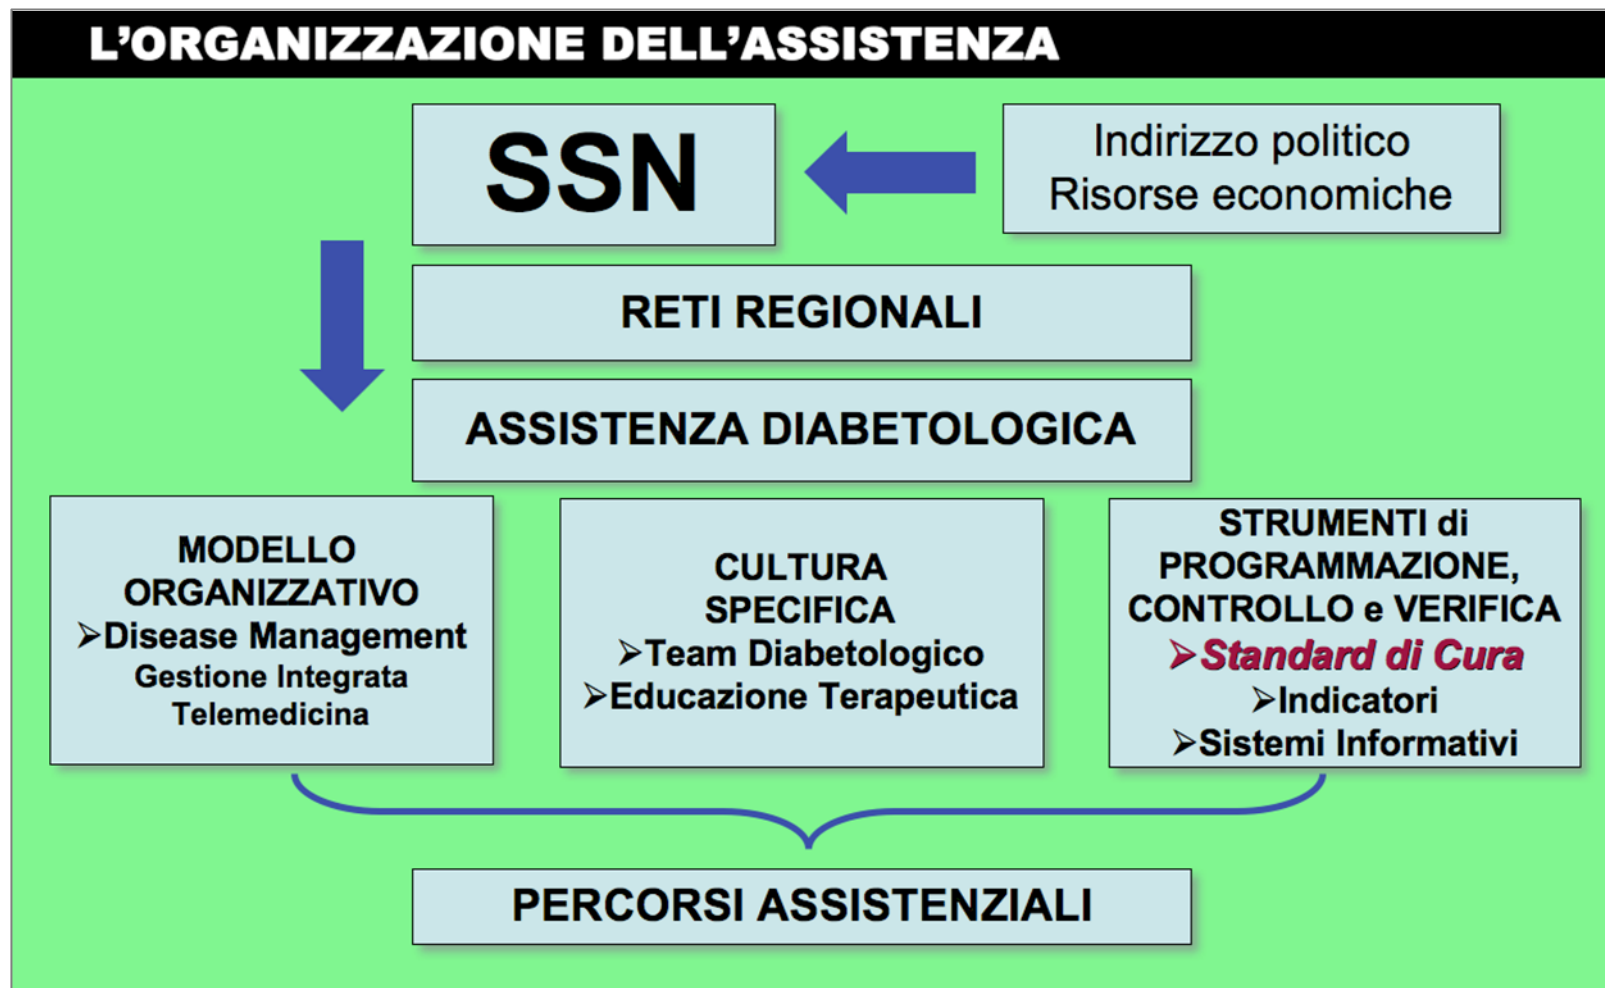 L'ORGANIZZAZIONE DELL'ASSISTENZA
SSN
Indirizzo politico
Risorse economiche
RETI REGIONALI
ASSISTENZA DIABETOLOGICA
MODELLO
ORGANIZZATIVO
➢Disease Management
Gestione Integrata
Telemedicina
CULTURA
SPECIFICA
➢Team Diabetologico
➢Educazione Terapeutica
STRUMENTI di
PROGRAMMAZIONE,
CONTROLLO e VERIFICA
➢Standard di Cura
➢Indicatori
➢Sistemi Informativi
PERCORSI ASSISTENZIALI